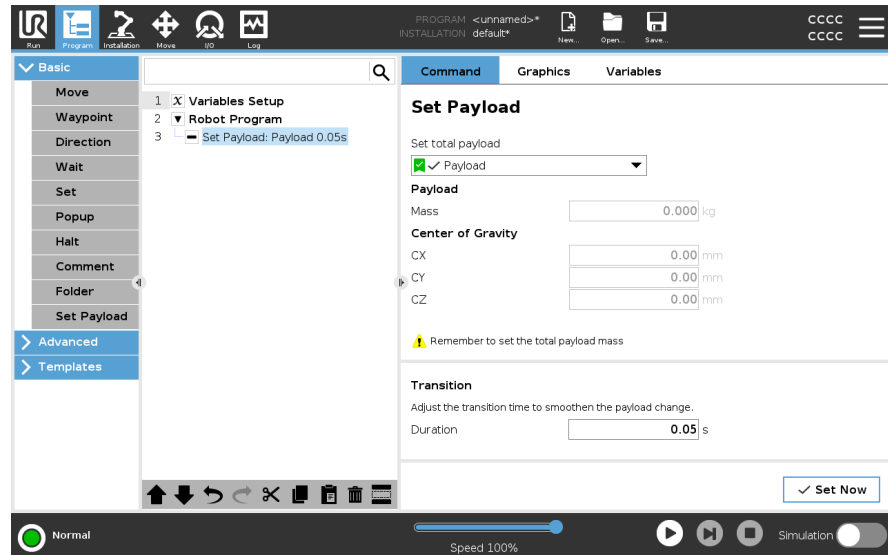 UR
Run
Program
Installation
Move
I/O
Log
PROGRAM <unnamed>*
INSTALLATION default*
New...
Open...
Save...
cccc
cccc
Basic
Move
Waypoint
Direction
Wait
Set
Popup
Halt
Comment
Folder
Set Payload
Advanced
Templates
1 X Variables Setup
2 Robot Program
3 Set Payload: Payload 0.05s
Command Graphics Variables
Set Payload
Set total payload
Payload
Payload
Mass 0.000 kg
Center of Gravity
CX 0.00 mm
CY 0.00 mm
CZ 0.00 mm
Remember to set the total payload mass
Transition
Adjust the transition time to smoothen the payload change.
Duration 0.05 s
Set Now
Normal
Speed 100%
Simulation